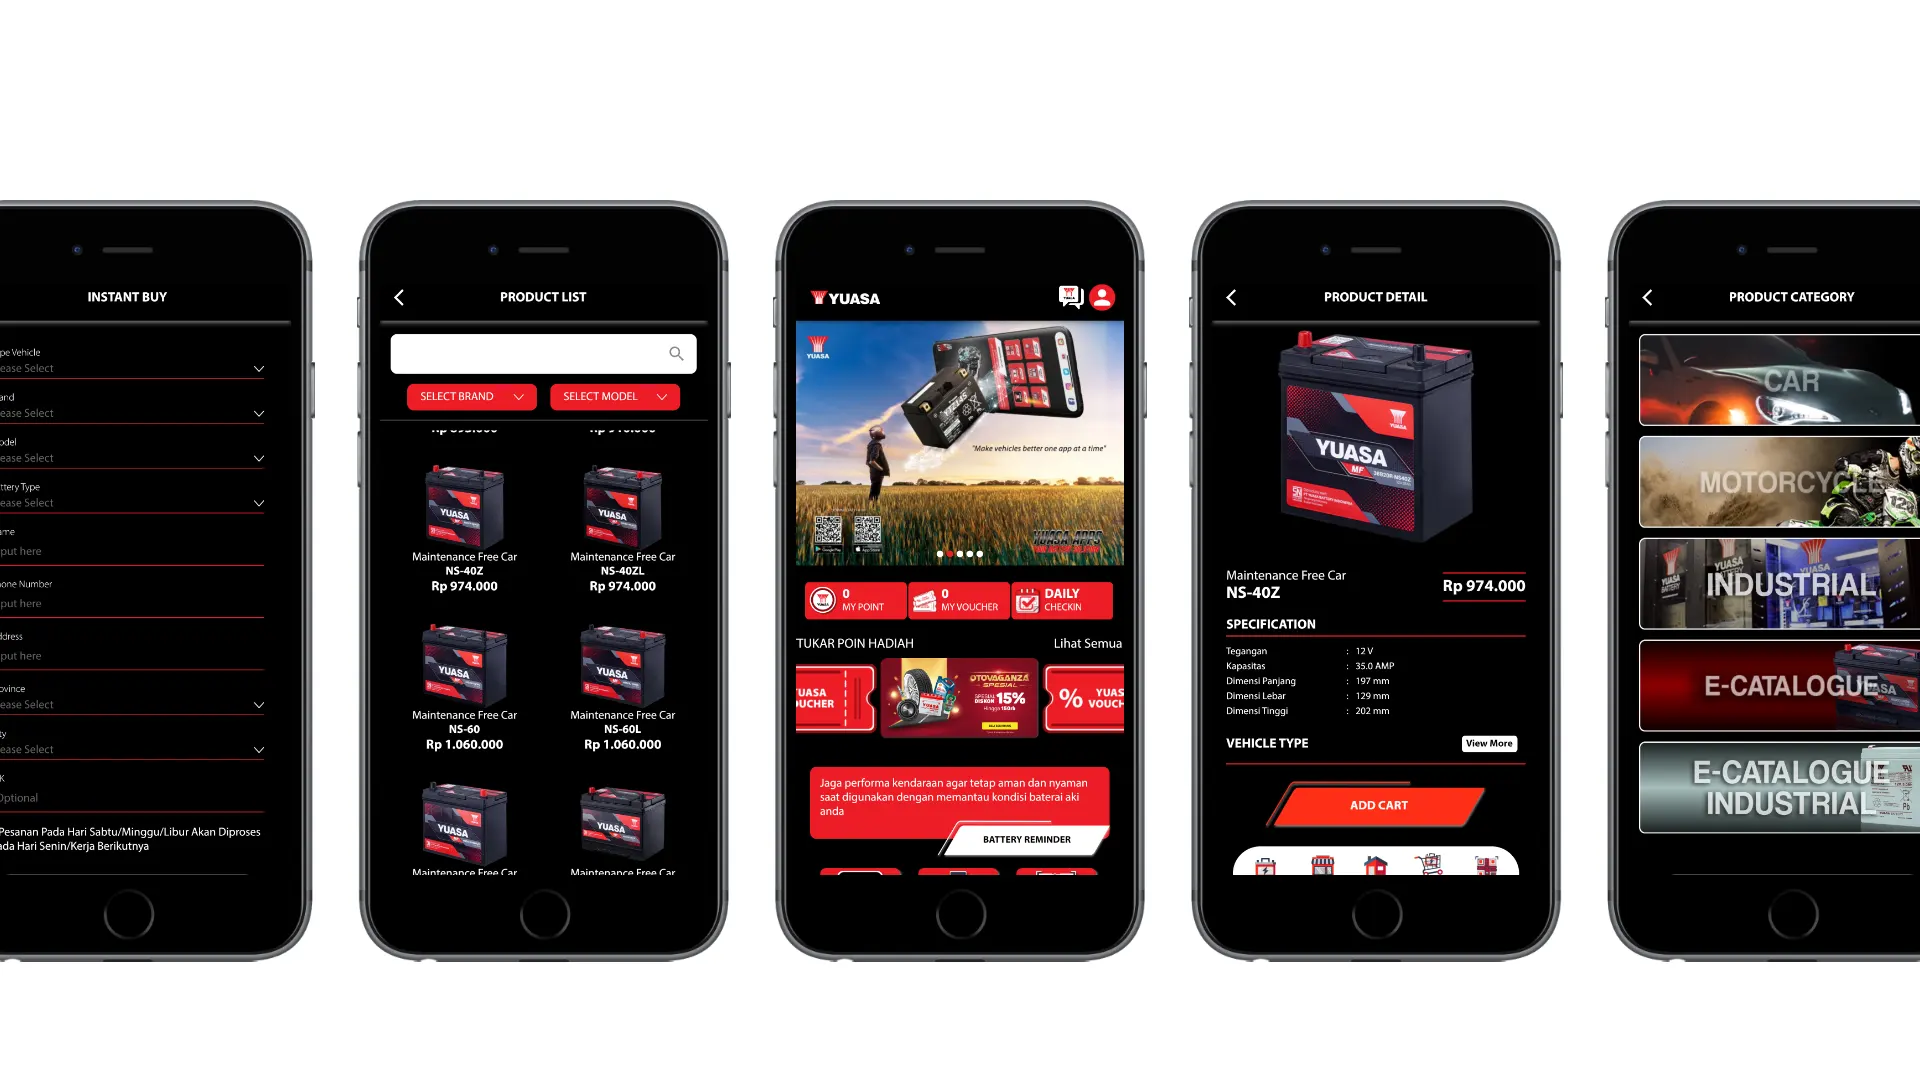 INSTANT BUY
pe Vehicle
ease Select
and
ease Select
odel
ease Select
ttery Type
ease Select
ame
put here
one Number
put here
ddress
put here
ovince
ease Select
ty
ease Select
K
Optional
Pesanan Pada Hari Sabtu/Minggu/Libur Akan Diproses
ada Hari Senin/Kerja Berikutnya
PRODUCT LIST
SELECT BRAND
SELECT MODEL
Maintenance Free Car
NS-40Z
Rp 974.000
Maintenance Free Car
NS-40ZL
Rp 974.000
Maintenance Free Car
NS-60
Rp 1.060.000
Maintenance Free Car
NS-60L
Rp 1.060.000
Maintenance Free Car
Maintenance Free Car
YUASA
YUASA
"Make vehicles better one app at a time"
Google Play
App Store
YUASA APPS
0
MY POINT
0
MY VOUCHER
DAILY
CHECKIN
TUKAR POIN HADIAH
Lihat Semua
UASA
UCHER
OTOVAGANZA
SPESIAL
SPESIAL
DISKON 15%
% YUAS
VOUCH
Jaga performa kendaraan agar tetap aman dan nyaman
saat digunakan dengan memantau kondisi baterai aki
anda
BATTERY REMINDER
PRODUCT DETAIL
YUASA
MF
Maintenance Free Car
NS-40Z
Rp 974.000
SPECIFICATION
Tegangan : 12 V
Kapasitas : 35.0 AMP
Dimensi Panjang : 197 mm
Dimensi Lebar : 129 mm
Dimensi Tinggi : 202 mm
VEHICLE TYPE
View More
ADD CART
PRODUCT CATEGORY
CAR
MOTORCYCLE
INDUSTRIAL
E-CATALOGUE
E-CATALOGUE
INDUSTRIAL